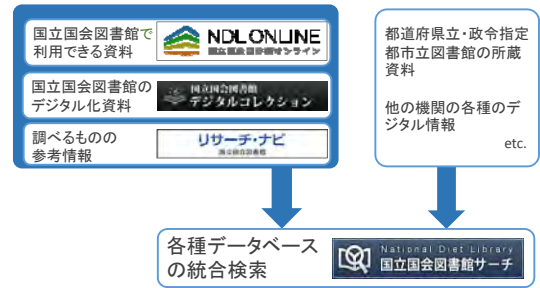 国立国会図書館で
利用できる資料
NDL ONLINE
国立国会図書館オンライン
国立国会図書館の
デジタル化資料
国立国会図書館
デジタルコレクション
調べものの
参考情報
リサーチ・ナビ
国立国会図書館
都道府県立・政令指定
都市立図書館の所蔵
資料
他の機関の各種のデ
ジタル情報
etc.
各種データベース
の統合検索
National Diet Library
国立国会図書館サーチ